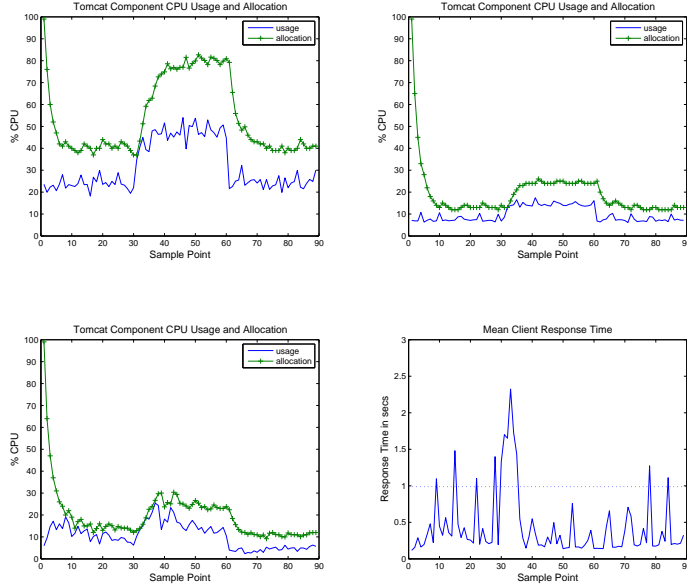 Tomcat Component CPU Usage and Allocation
100
90
80
70
60
50
40
30
20
10
0
% CPU
usage
allocation
0 10 20 30 40 50 60 70 80 90
Sample Point
Tomcat Component CPU Usage and Allocation
100
90
80
70
60
50
40
30
20
10
0
% CPU
usage
allocation
0 10 20 30 40 50 60 70 80 90
Sample Point
Tomcat Component CPU Usage and Allocation
100
90
80
70
60
50
40
30
20
10
0
% CPU
usage
allocation
0 10 20 30 40 50 60 70 80 90
Sample Point
Mean Client Response Time
3
2.5
2
1.5
1
0.5
0
Response Time in secs
0 10 20 30 40 50 60 70 80 90
Sample Point